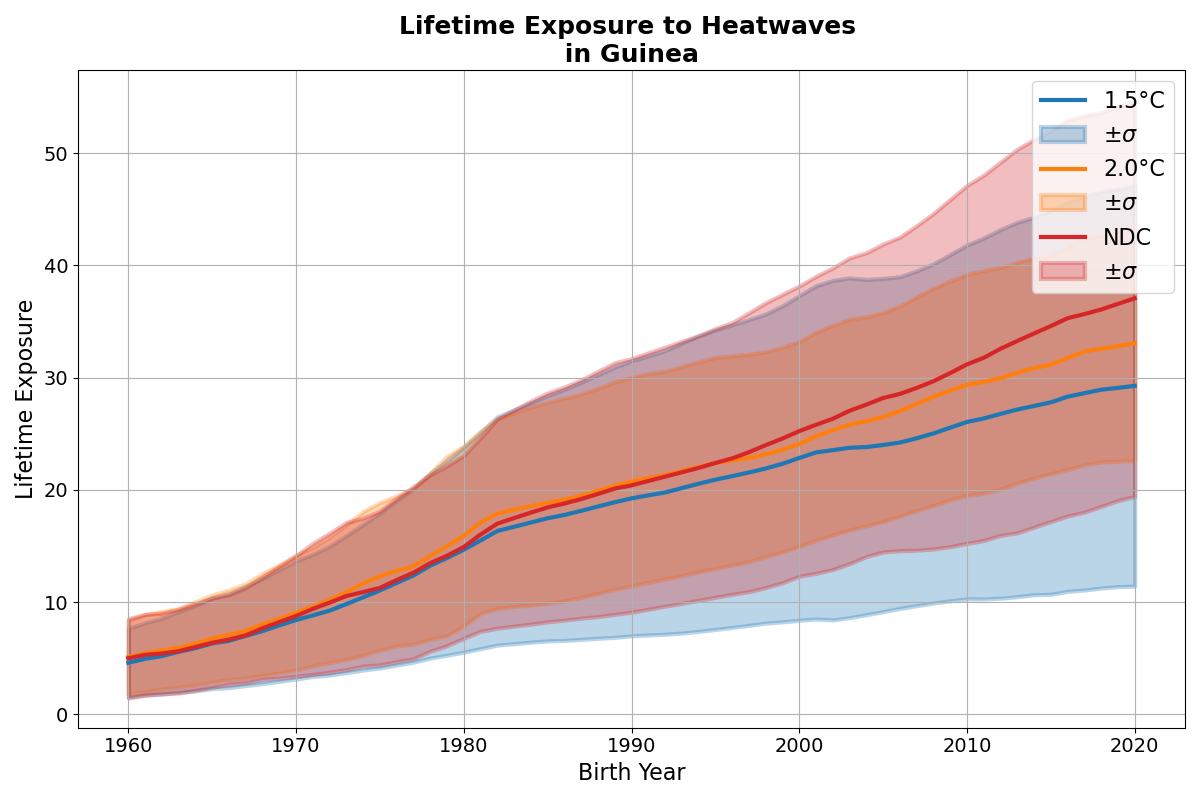 Lifetime Exposure to Heatwaves
in Guinea
Lifetime Exposure
50
40
30
20
10
0
1960
1970
1980
1990
2000
2010
2020
Birth Year
1.5°C
±σ
2.0°C
±σ
NDC
±σ